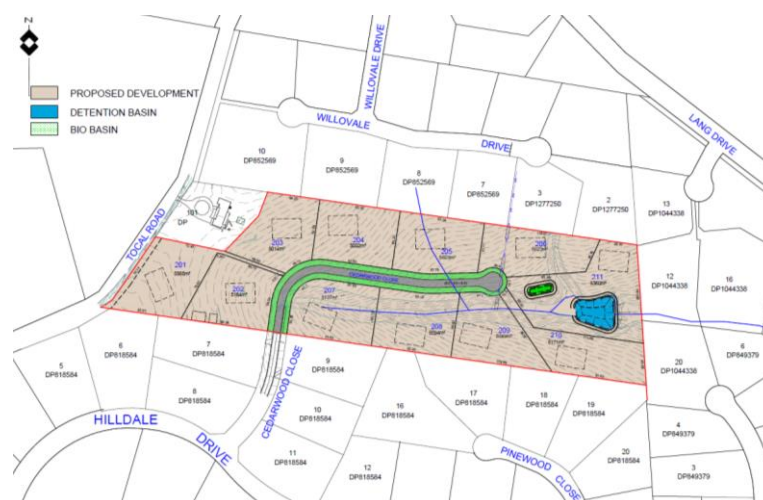 N
PROPOSED DEVELOPMENT
DETENTION BASIN
BIO BASIN
WILLOVALE DRIVE
WILLOVALE
DRIVE
LANG DRIVE
TOCAL ROAD
10
DP852569
9
DP852569
8
DP852569
7
DP852569
3
DP1277250
2
DP1277250
13
DP1044338
101
DP
203
204
205
206
211
12
DP1044338
16
DP1044338
201
202
207
CEDARWOOD CLOSE
208
209
210
5
DP818584
6
DP818584
7
DP818584
8
DP818584
9
DP818584
10
DP818584
11
DP818584
12
DP818584
16
DP818584
17
DP818584
18
DP818584
19
DP818584
20
DP818584
20
DP1044338
6
DP849379
4
DP849379
3
DP849379
HILLDALE
DRIVE
CEDARWOOD CLOSE
PINEWOOD CLOSE